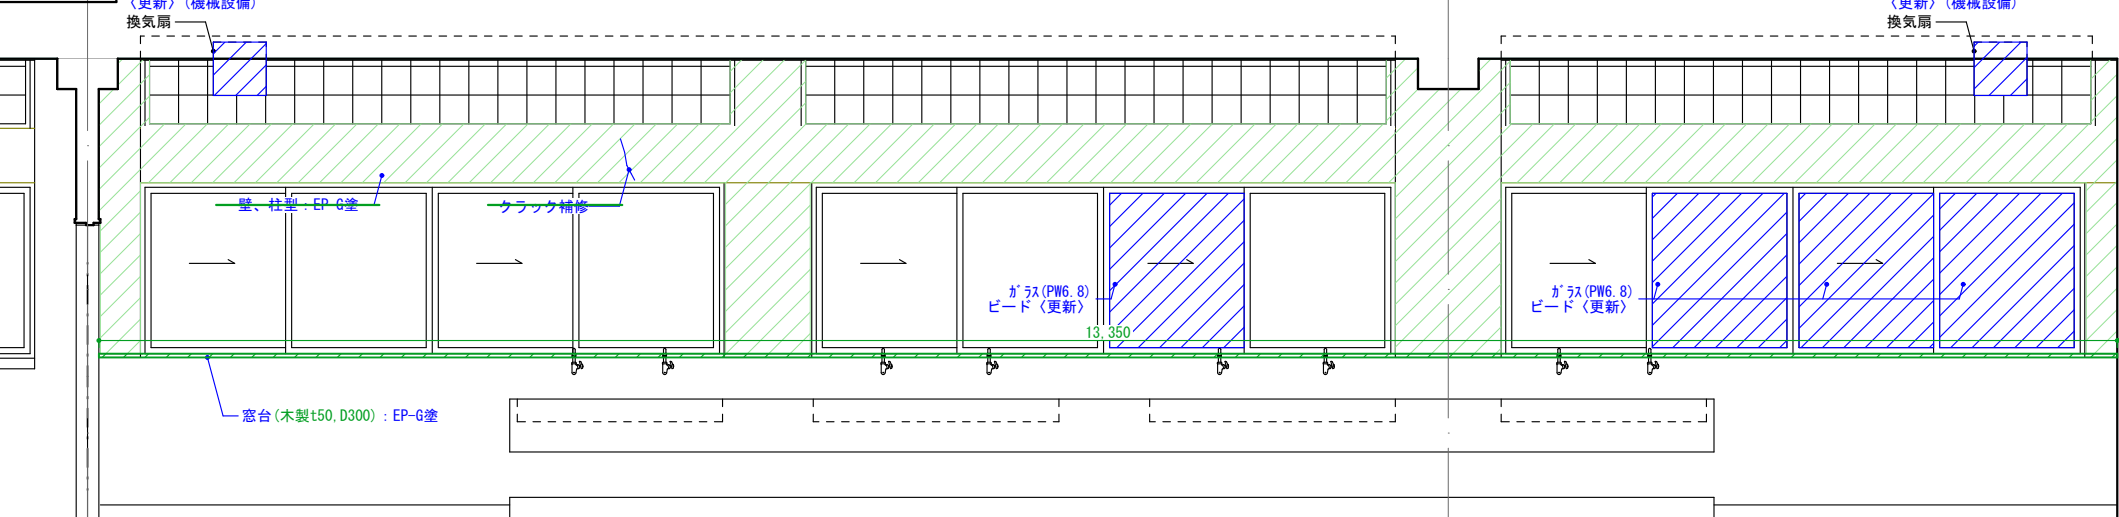 〈更新〉(機械設備)
換気扇
〈更新〉(機械設備)
換気扇
壁、柱型：EP-G塗
クラック補修
ｶﾞﾗｽ(PW6.8)
ビード〈更新〉
ｶﾞﾗｽ(PW6.8)
ビード〈更新〉
13,350
窓台(木製t50,D300)：EP-G塗